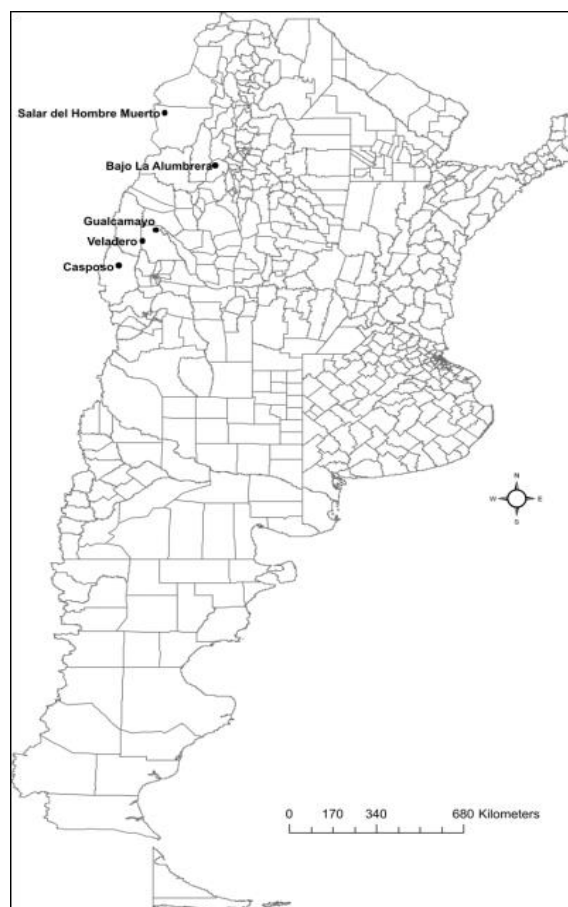 Salar del Hombre Muerto
Bajo La Alumbrera
Gualcamayo
Veladero
Casposo
N
W E
S
0 170 340 680 Kilometers